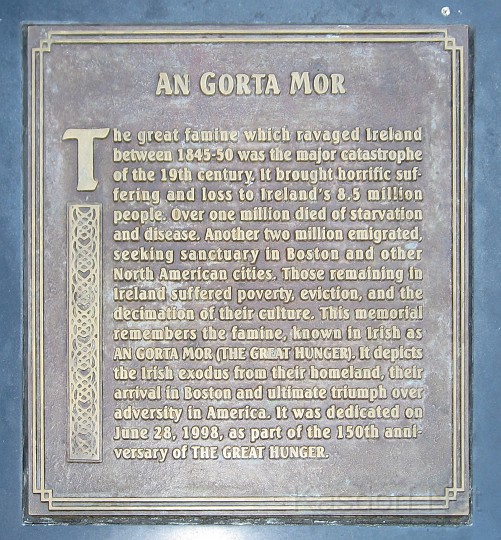 AN GORTA MOR
The great famine which ravaged Ireland
between 1845-50 was the major catastrophe
of the 19th century. It brought horrific suf-
fering and loss to Ireland's 8.5 million
people. Over one million died of starvation
and disease. Another two million emigrated,
seeking sanctuary in Boston and other
North American cities. Those remaining in
Ireland suffered poverty, eviction, and the
decimation of their culture. This memorial
remembers the famine, known in Irish as
AN GORTA MOR (THE GREAT HUNGER). It depicts
the Irish exodus from their homeland, their
arrival in Boston and ultimate triumph over
adversity in America. It was dedicated on
June 28, 1998, as part of the 150th anni-
versary of THE GREAT HUNGER.